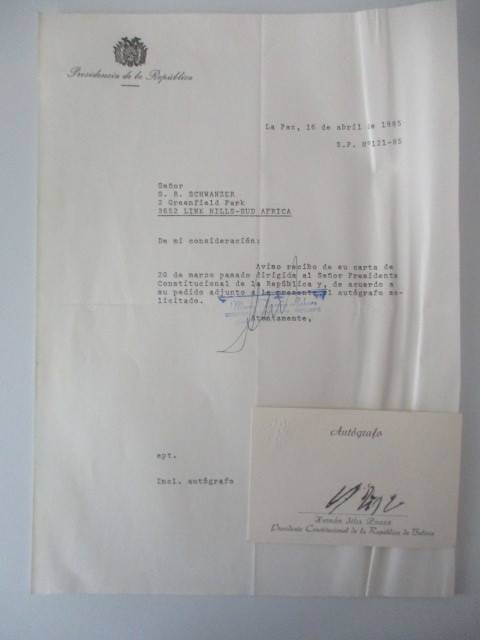 Presidencia de la República
La Paz, 16 de abril de 1985
S.P. Nº121-85
Señor
S. R. SCHWANZER
2 Greenfield Park
3652 LINK HILLS-SUD AFRICA
De mi consideración:
Aviso recibo de su carta de
20 de marzo pasado dirigida al Señor Presidente
Constitucional de la República y, de acuerdo a
su pedido adjunto a la presente el autógrafo so-
licitado.
Atentamente,
ept.
Incl. autógrafo
Autógrafo
Hernán Siles Zuazo
Presidente Constitucional de la República de Bolivia